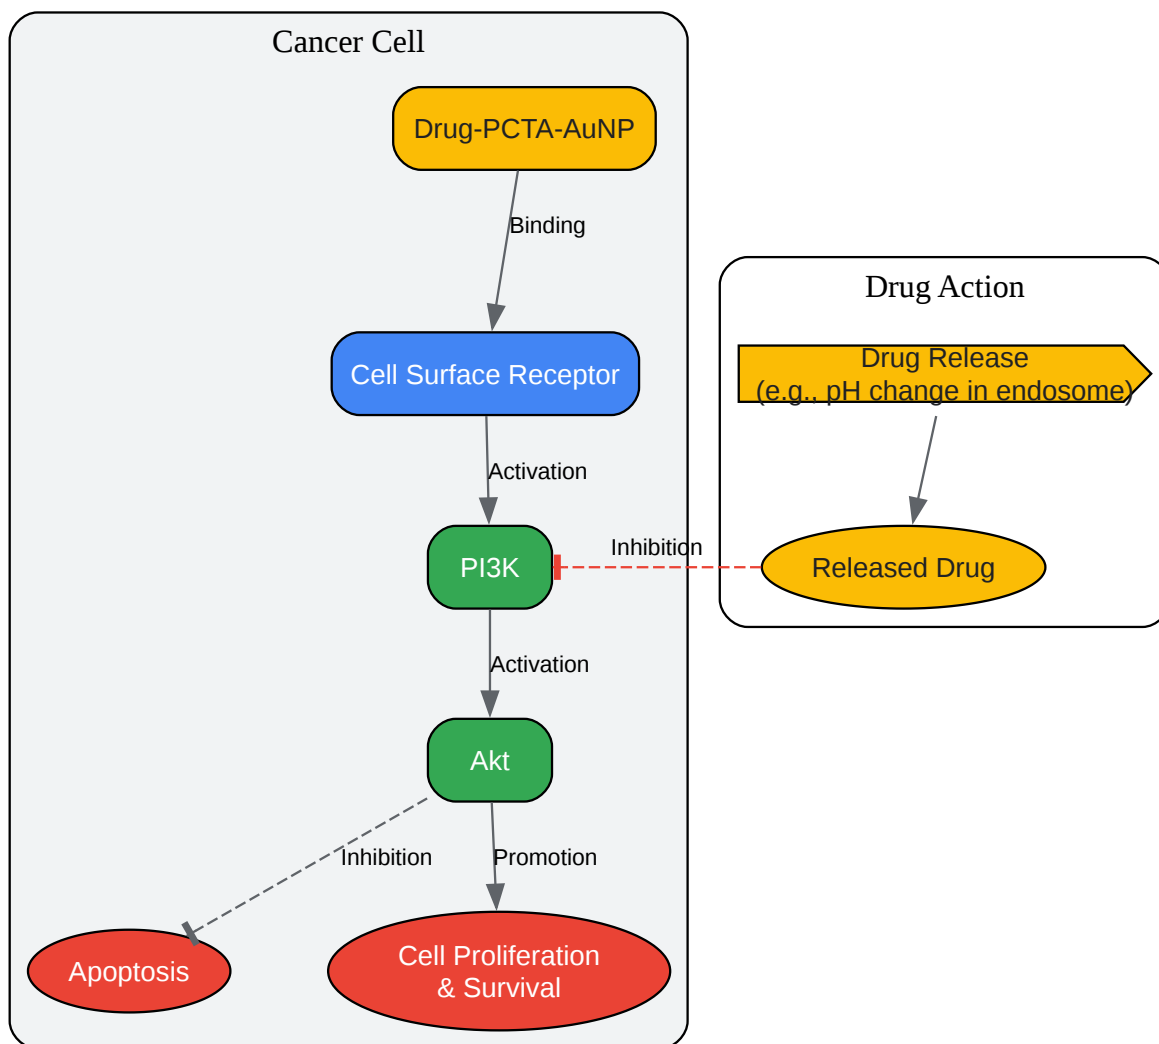 Cancer Cell
Drug-PCTA-AuNP
Binding
Cell Surface Receptor
Activation
PI3K
Activation
Akt
Inhibition
Promotion
Apoptosis
Cell Proliferation
& Survival
Drug Action
Drug Release
(e.g., pH change in endosome)
Released Drug
Inhibition